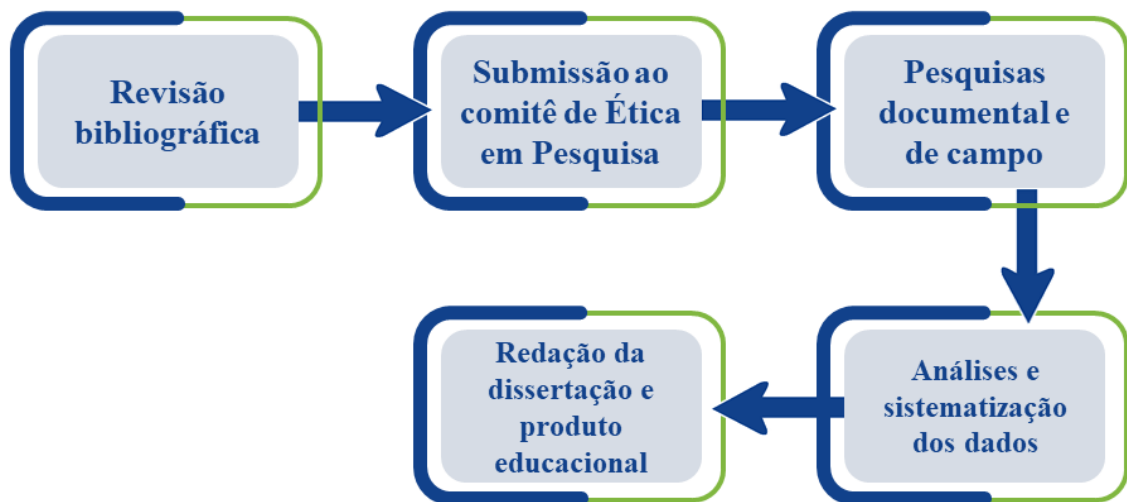 Revisão
bibliográfica
Submissão ao
comitê de Ética
em Pesquisa
Pesquisas
documental e
de campo
Análises e
sistematização
dos dados
Redação da
dissertação e
produto
educacional